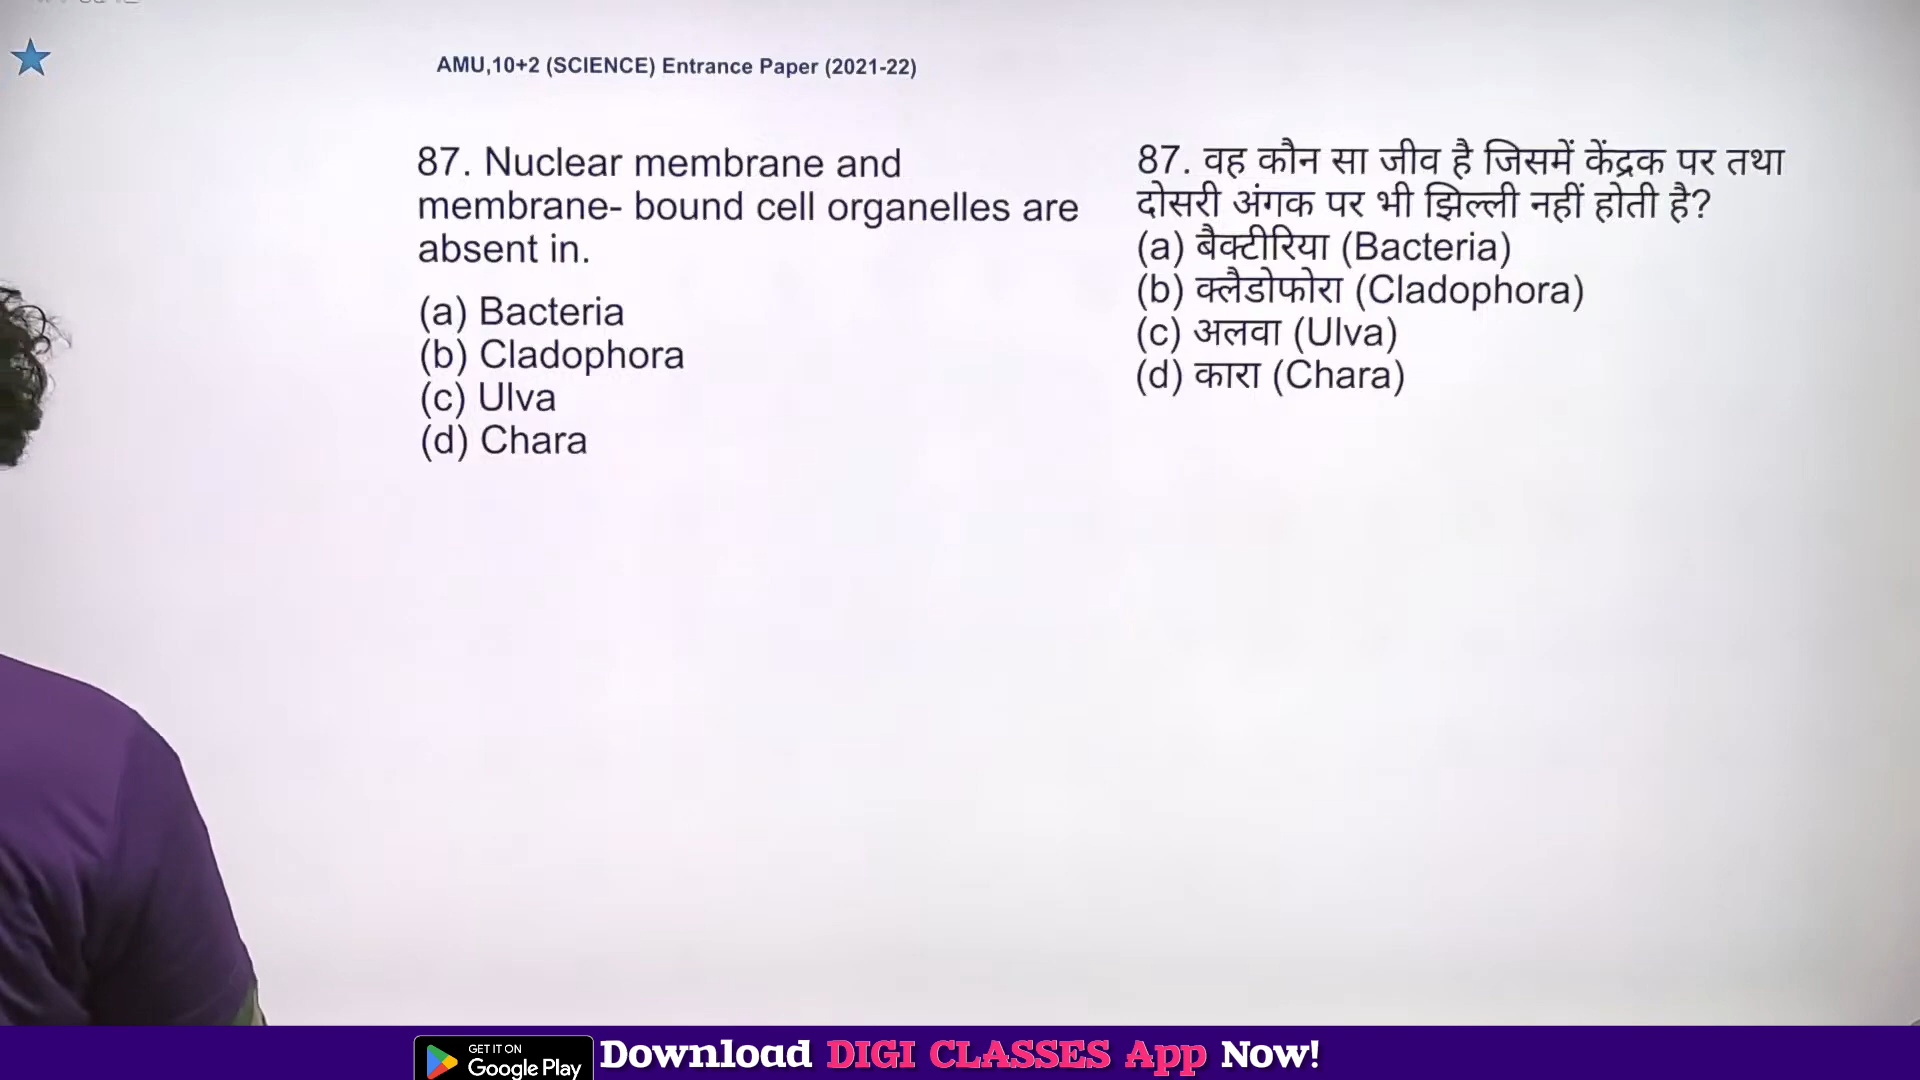 AMU,10+2 (SCIENCE) Entrance Paper (2021-22)
87. Nuclear membrane and
membrane- bound cell organelles are
absent in.
(a) Bacteria
(b) Cladophora
(c) Ulva
(d) Chara
87. वह कौन सा जीव है जिसमें केंद्रक पर तथा
दोसरी अंगक पर भी झिल्ली नहीं होती है?
(a) बैक्टीरिया (Bacteria)
(b) क्लैडोफोरा (Cladophora)
(c) अलवा (Ulva)
(d) कारा (Chara)
GET IT ON
Google Play
Download DIGI CLASSES App Now!